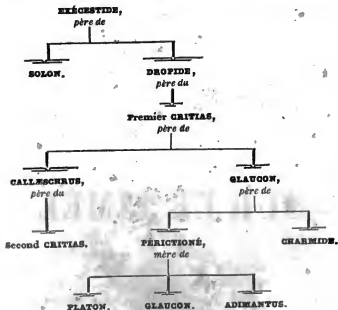 EXÉCESTIDE,
père de
SOLON. DROPIDE,
père du
Premier CRITIAS,
père de
CALLÆSCHRUS, GLAUCON,
père du père de
Second CRITIAS. PÉRICTIONÉ, CHARMIDE.
mère de
PLATON. GLAUCON. ADIMANTUS.